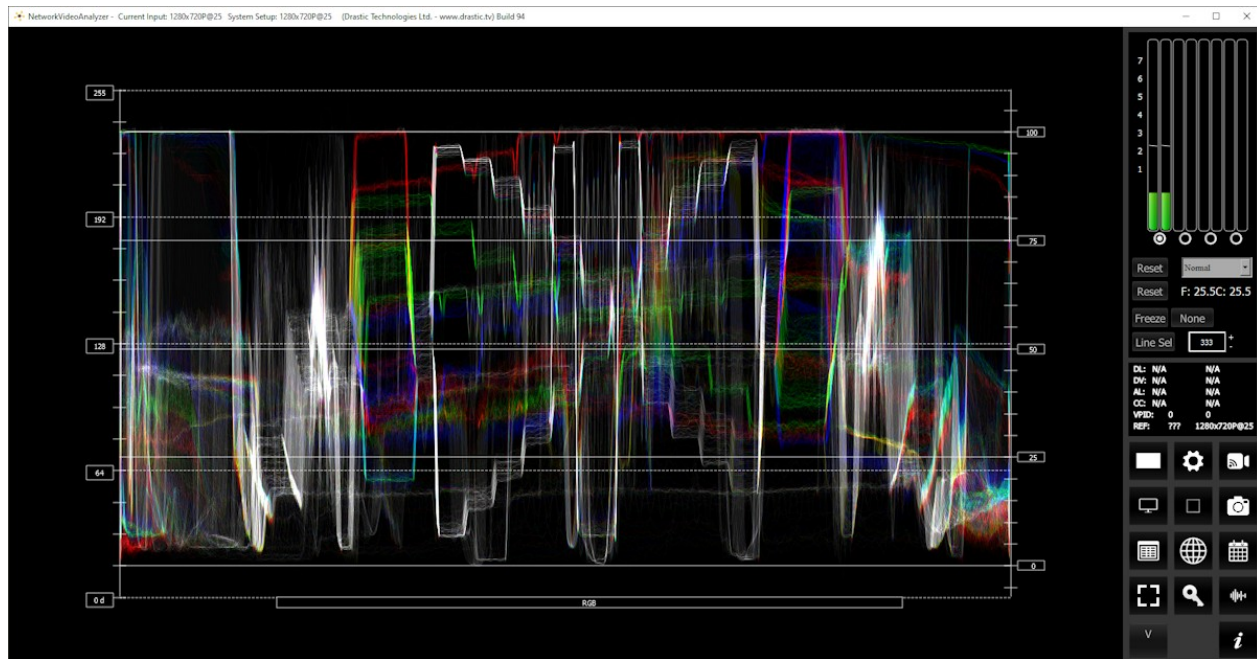 NetworkVideoAnalyzer - Current Input: 1280x720P@25 System Setup: 1280x720P@25 (Drastic Technologies Ltd. - www.drastic.tv) Build 94
255
192
128
64
0 d
100
75
50
25
0
RGB
7
6
5
4
3
2
1
Reset Normal
Reset F: 25.5C: 25.5
Freeze None
Line Sel 333 + -
DL: N/A N/A
DV: N/A N/A
AL: N/A N/A
CC: N/A N/A
VPID: 0 0
REF: ??? 1280x720P@25
V i